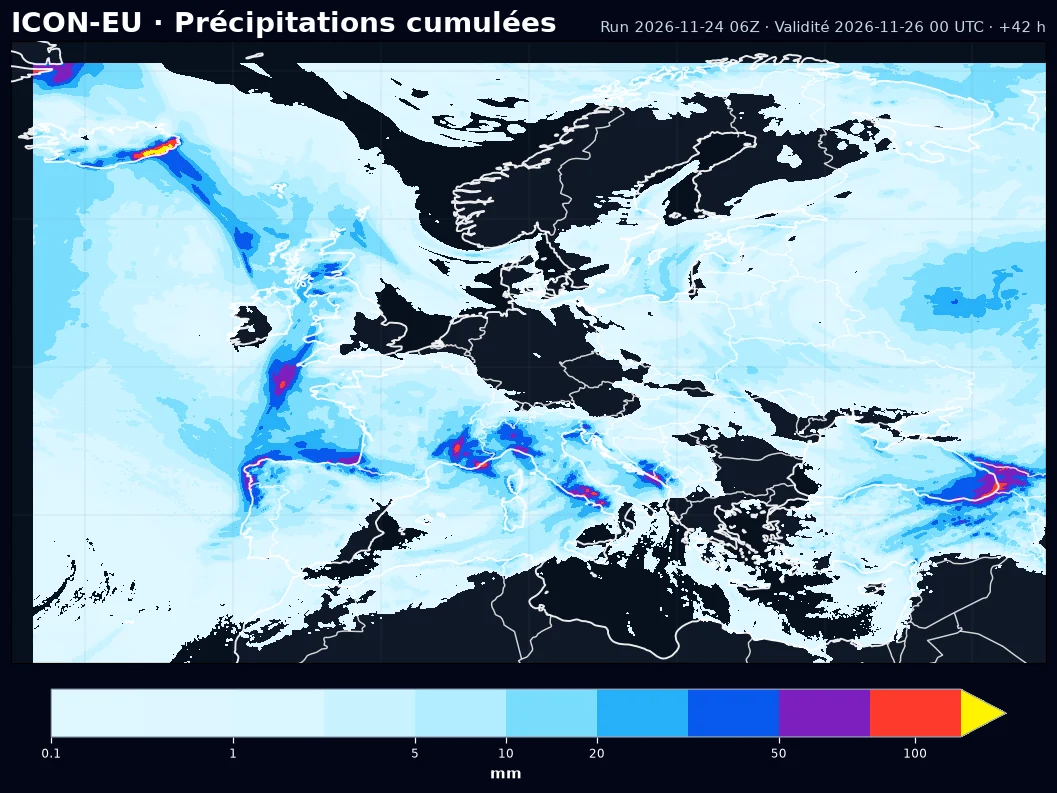 ICON-EU · Précipitations cumulées
Run 2026-11-24 06Z · Validité 2026-11-26 00 UTC · +42 h
0.1 1 5 10 20 50 100
mm